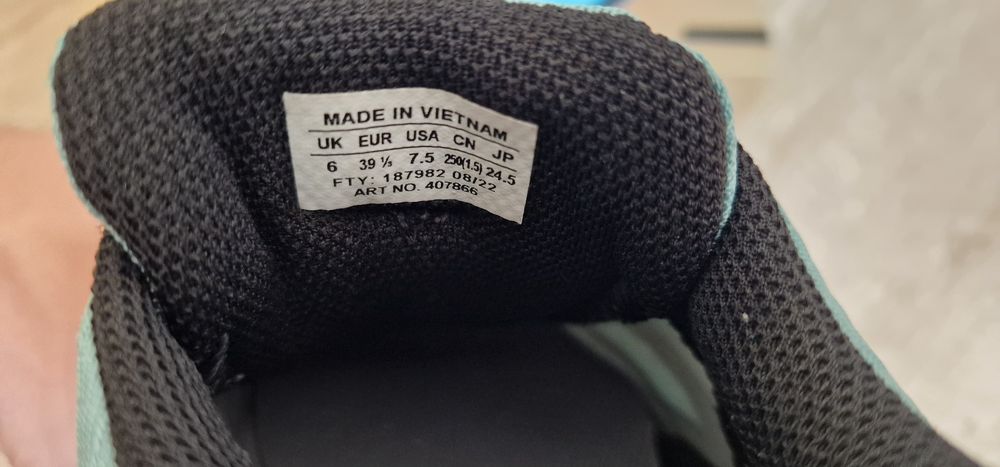 MADE IN VIETNAM
UK EUR USA CN JP
6 39 ⅓ 7.5 250(1.5) 24.5
FTY: 187982 08/22
ART NO. 407866